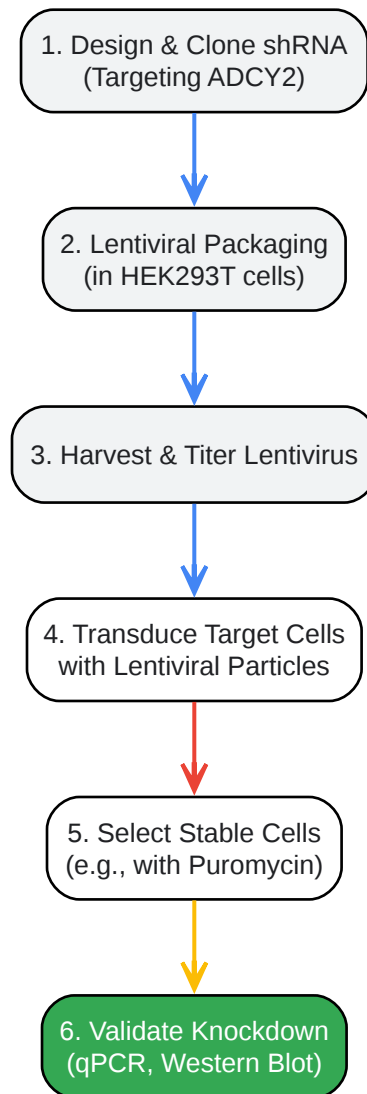 1. Design & Clone shRNA
(Targeting ADCY2)
2. Lentiviral Packaging
(in HEK293T cells)
3. Harvest & Titer Lentivirus
4. Transduce Target Cells
with Lentiviral Particles
5. Select Stable Cells
(e.g., with Puromycin)
6. Validate Knockdown
(qPCR, Western Blot)